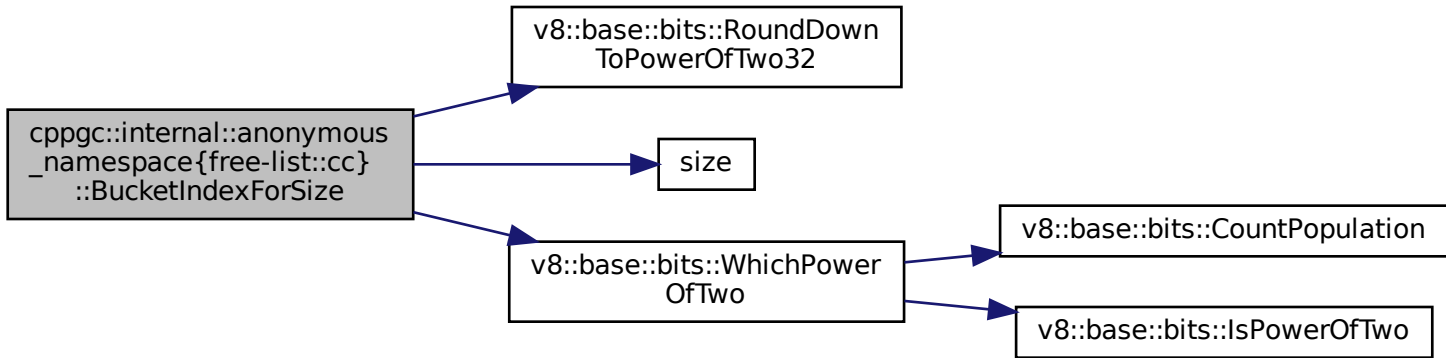 cppgc::internal::anonymous
_namespace{free-list::cc}
::BucketIndexForSize
v8::base::bits::RoundDown
ToPowerOfTwo32
size
v8::base::bits::WhichPower
OfTwo
v8::base::bits::CountPopulation
v8::base::bits::IsPowerOfTwo